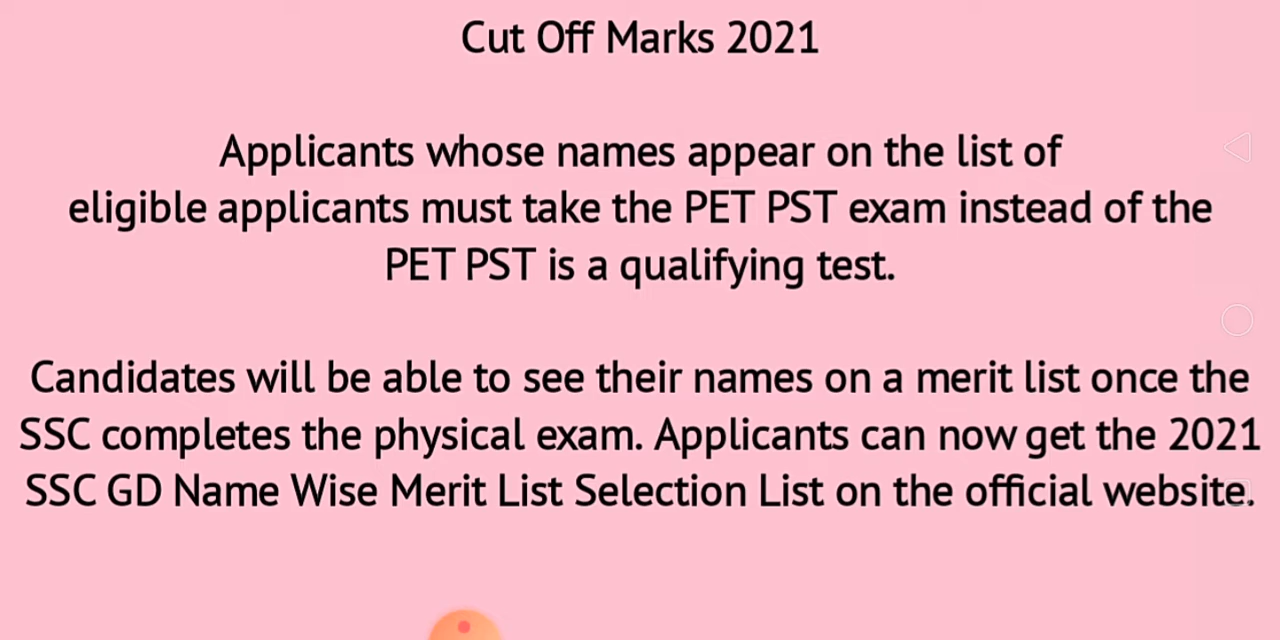 Cut Off Marks 2021
Applicants whose names appear on the list of
eligible applicants must take the PET PST exam instead of the
PET PST is a qualifying test.
Candidates will be able to see their names on a merit list once the
SSC completes the physical exam. Applicants can now get the 2021
SSC GD Name Wise Merit List Selection List on the official website.